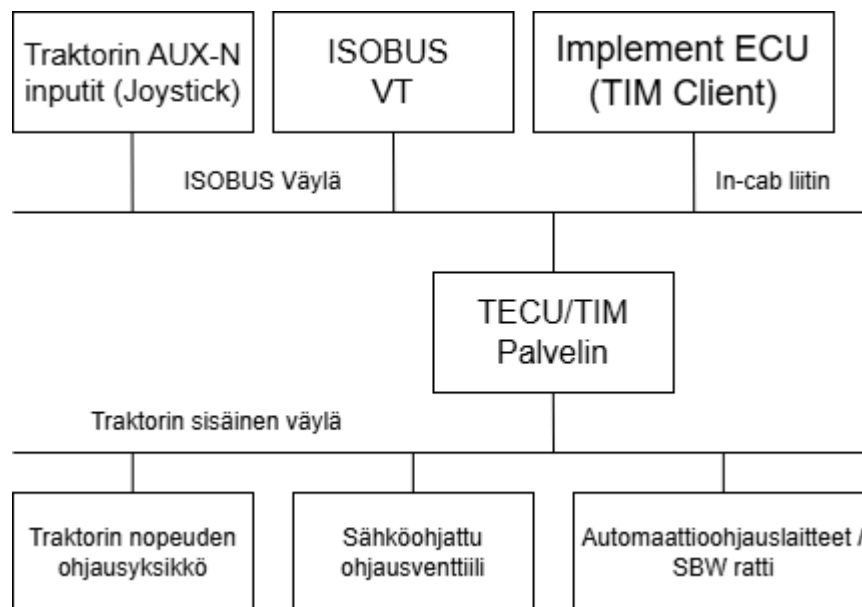 Traktorin AUX-N
inputit (Joystick)
ISOBUS
VT
Implement ECU
(TIM Client)
ISOBUS Väylä
In-cab liitin
TECU/TIM
Palvelin
Traktorin sisäinen väylä
Traktorin nopeuden
ohjausyksikkö
Sähköohjattu
ohjausventtiili
Automaattioohjauslaitteet /
SBW ratti